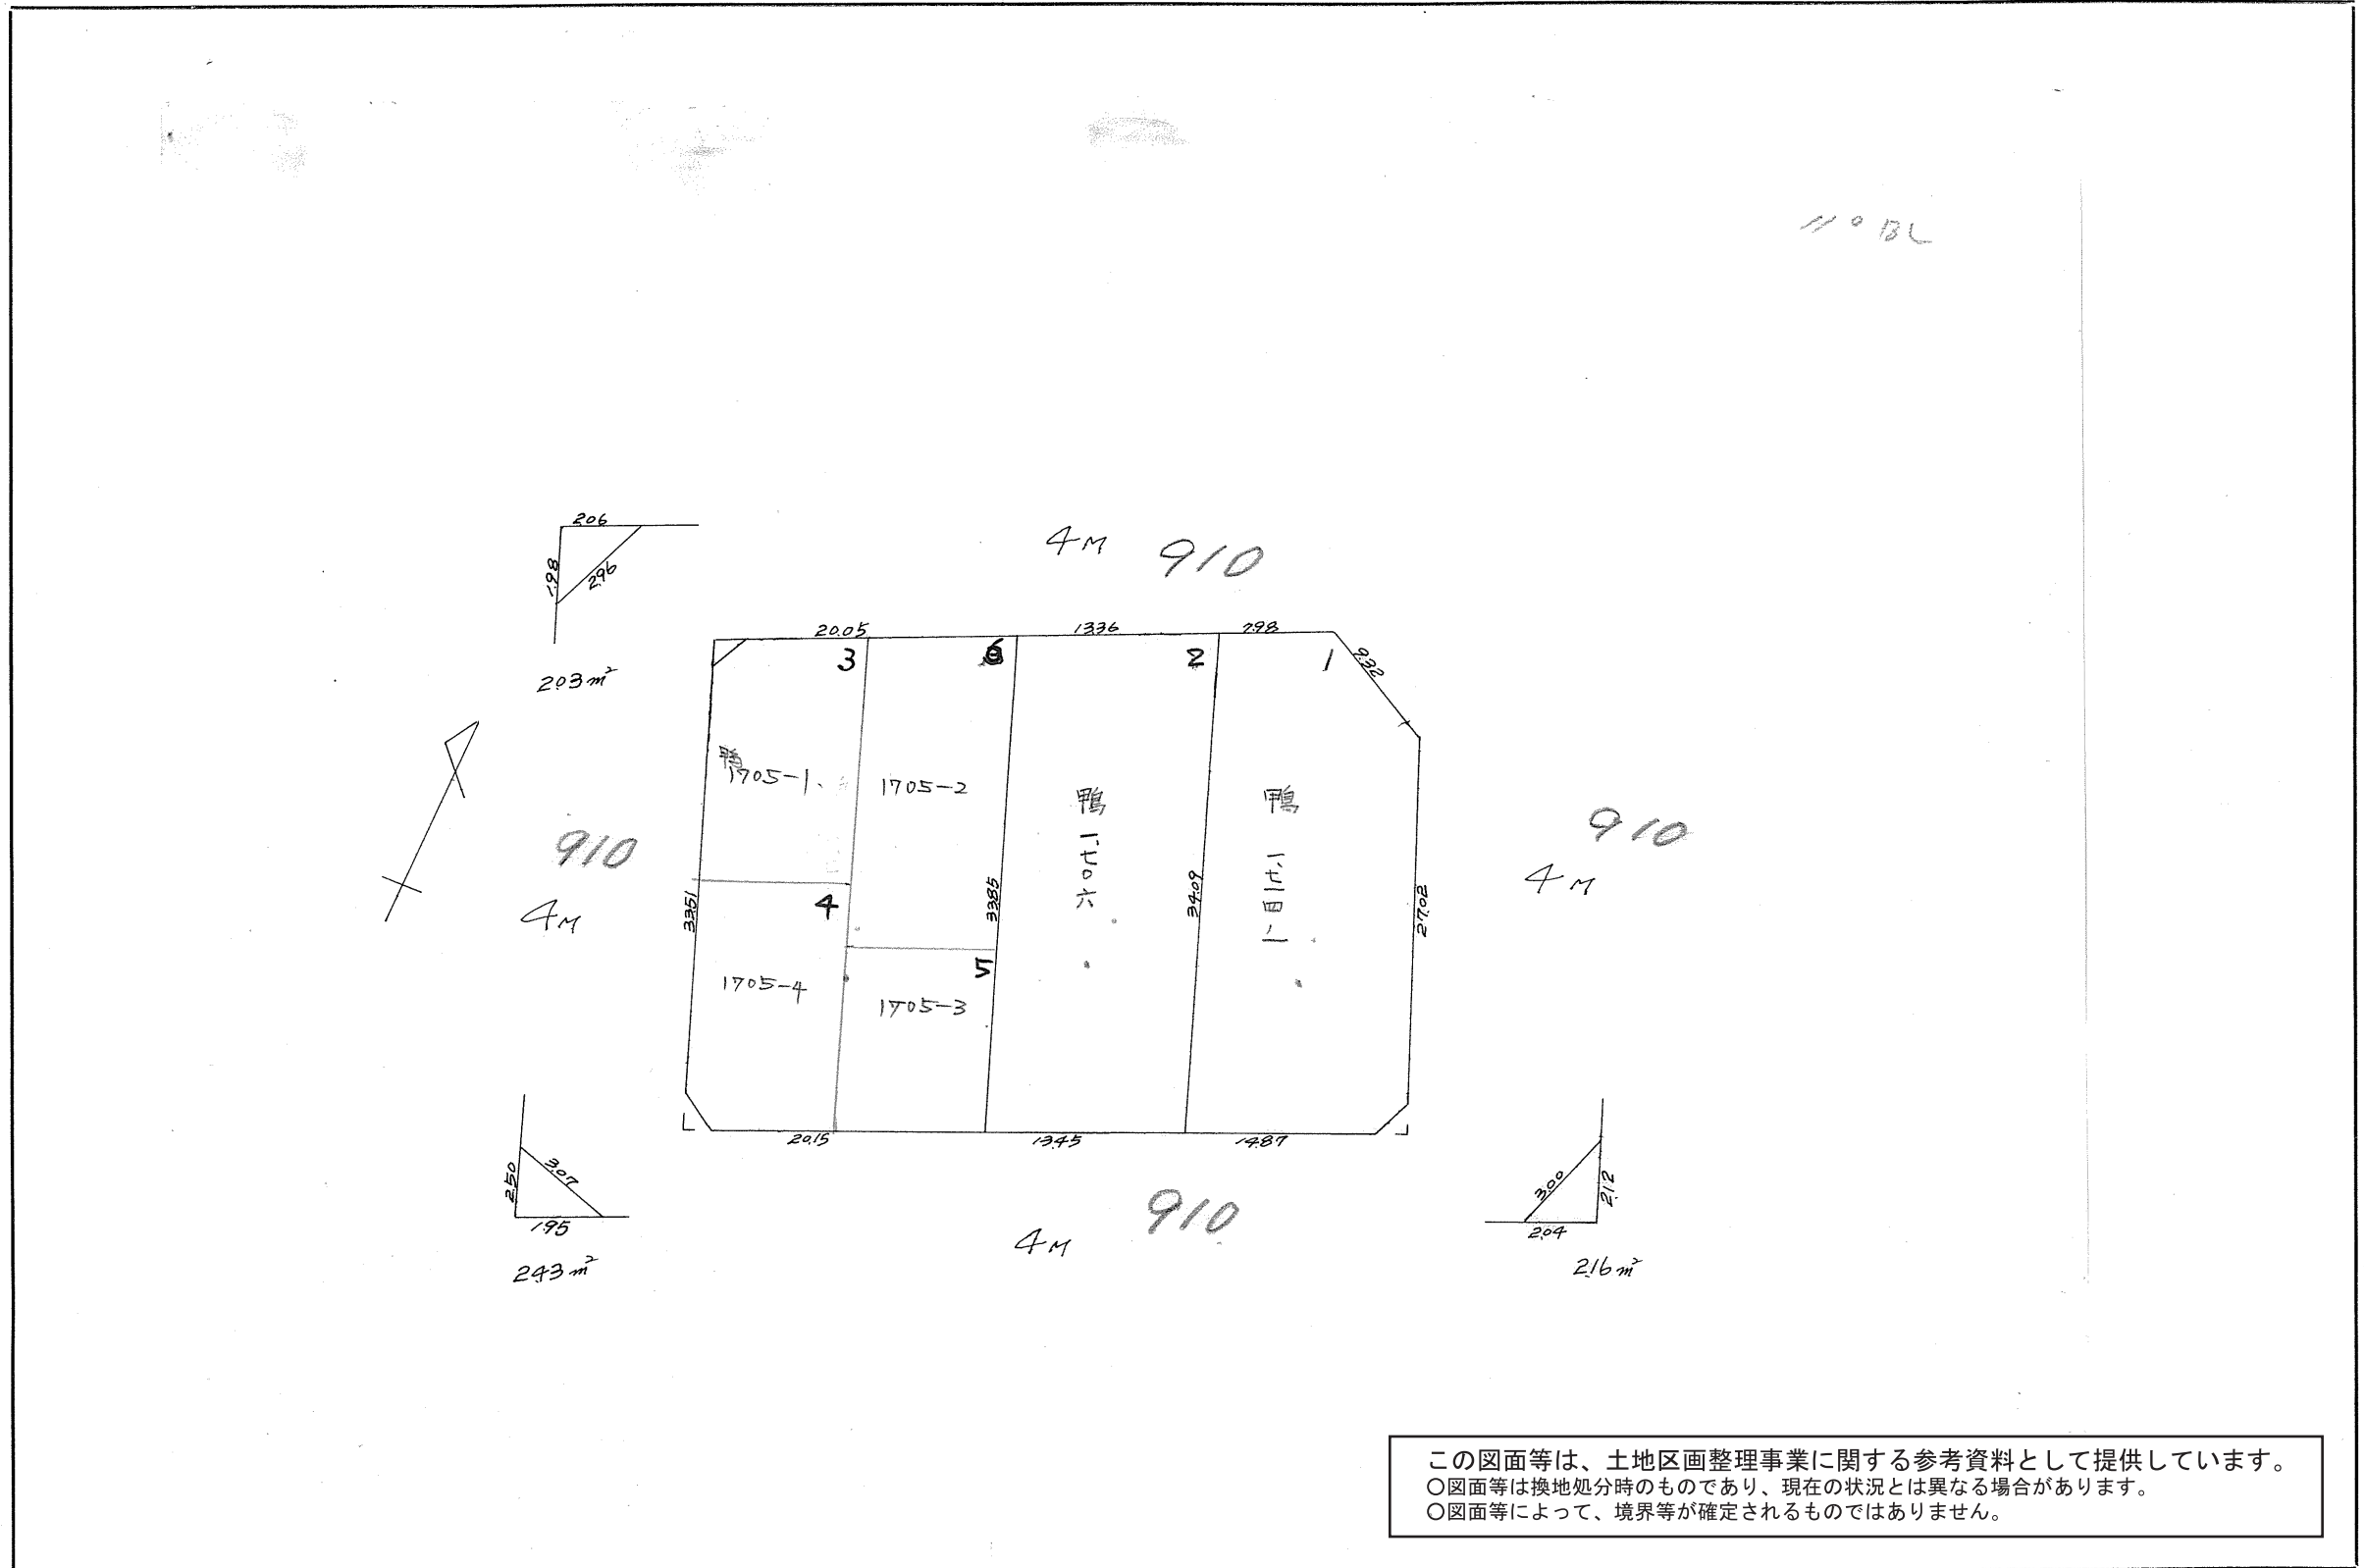 110BL
2.06
1.98
2.96
2.03m²
4M 910
20.05
13.36
7.98
9.32
3
6
2
1
鴨
1705-1
1705-2
鴨
一、七〇六
鴨
910
4M
33.51
4
33.85
34.09
27.02
910
4M
1705-4
5
1705-3
20.15
13.45
14.87
2.50
3.07
1.95
2.43m²
4M 910
3.00
2.12
2.04
2.16m²
この図面等は、土地区画整理事業に関する参考資料として提供しています。
〇図面等は換地処分時のものであり、現在の状況とは異なる場合があります。
〇図面等によって、境界等が確定されるものではありません。